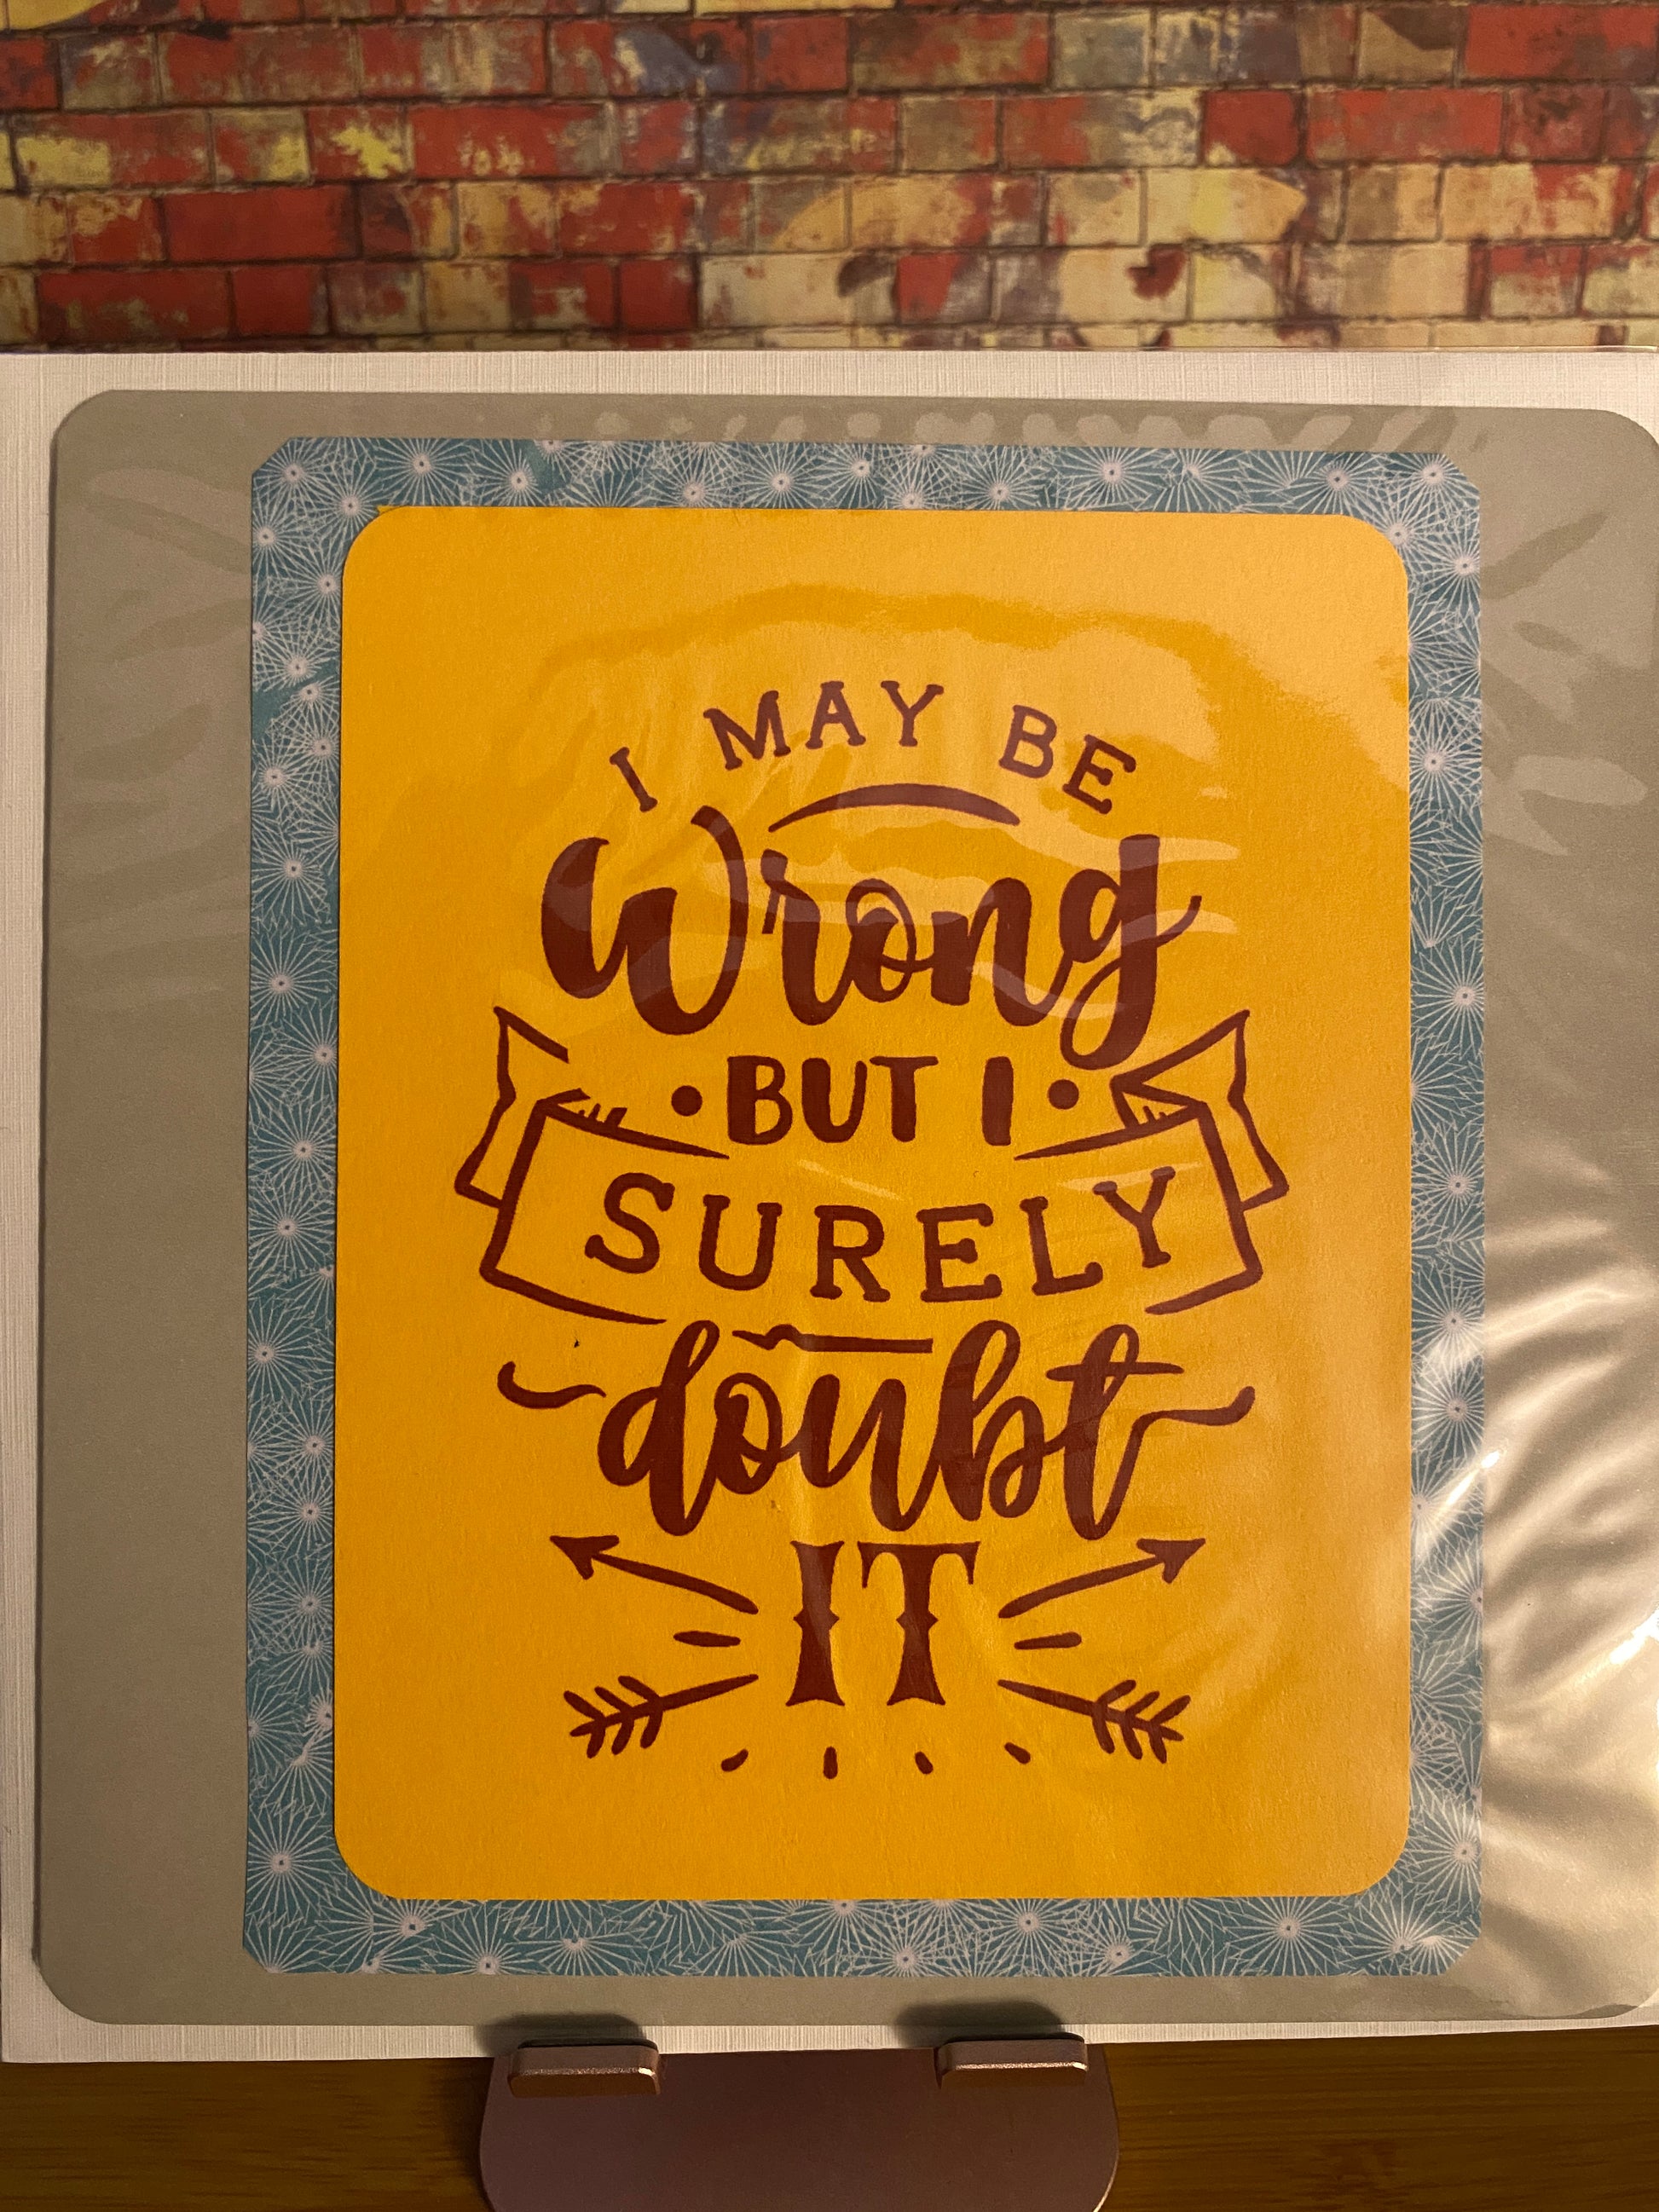 I MAY BE
Wrong
•BUT I•
SURELY
doubt
IT